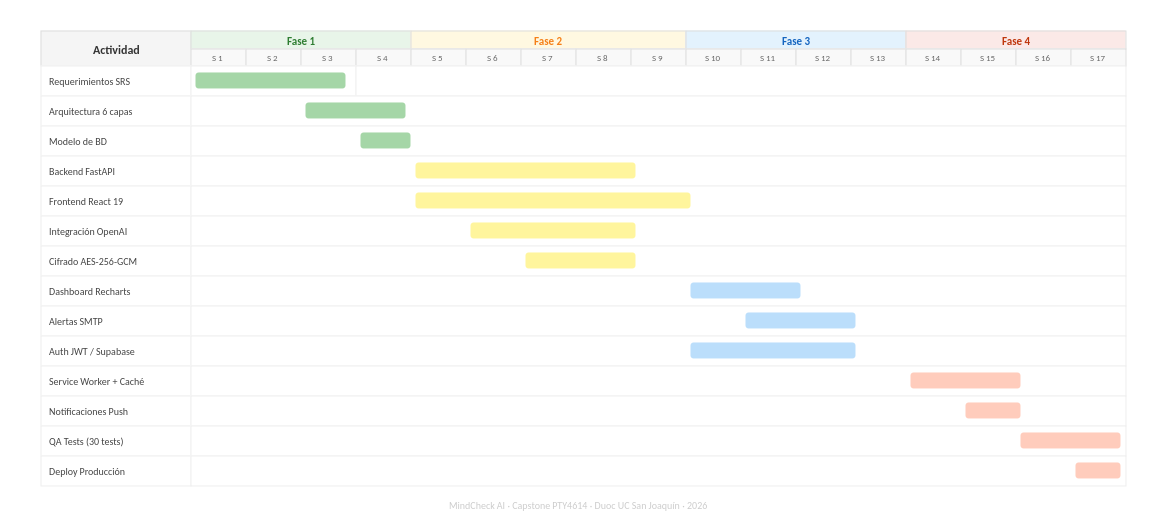 Actividad
Fase 1 Fase 2 Fase 3 Fase 4
S 1 S 2 S 3 S 4 S 5 S 6 S 7 S 8 S 9 S 10 S 11 S 12 S 13 S 14 S 15 S 16 S 17
Requerimientos SRS
Arquitectura 6 capas
Modelo de BD
Backend FastAPI
Frontend React 19
Integración OpenAI
Cifrado AES-256-GCM
Dashboard Recharts
Alertas SMTP
Auth JWT / Supabase
Service Worker + Caché
Notificaciones Push
QA Tests (30 tests)
Deploy Producción
MindCheck AI - Capstone PTY4614 - Duoc UC San Joaquín - 2026